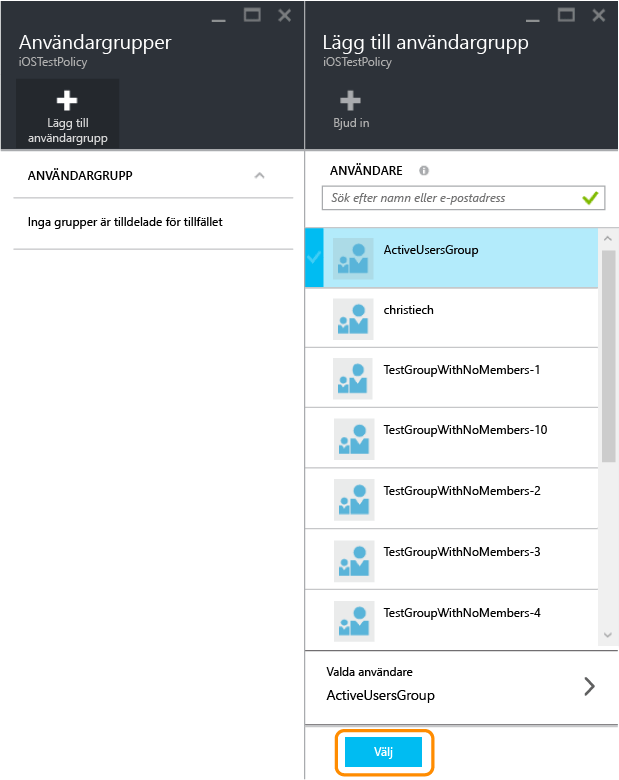 Användargrupper
iOSTestPolicy
Lägg till
användargrupp
ANVÄNDARGRUPP
Inga grupper är tilldelade för tillfället
Lägg till användargrupp
iOSTestPolicy
Bjud in
ANVÄNDARE
Sök efter namn eller e-postadress
ActiveUsersGroup
christiech
TestGroupWithNoMembers-1
TestGroupWithNoMembers-10
TestGroupWithNoMembers-2
TestGroupWithNoMembers-3
TestGroupWithNoMembers-4
Valda användare
ActiveUsersGroup
Välj